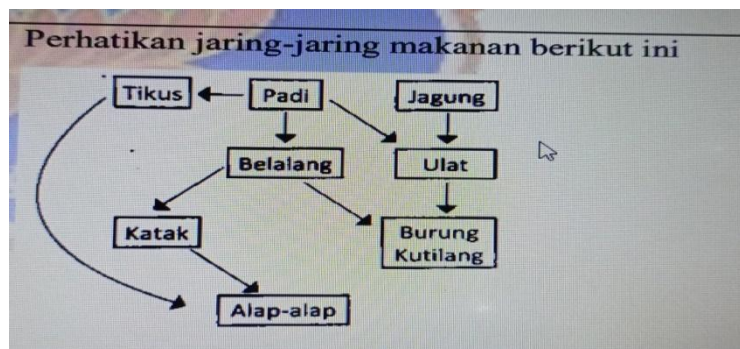 Perhatikan jaring-jaring makanan berikut ini
Tikus
Padi
Jagung
Belalang
Ulat
Katak
Burung
Kutilang
Alap-alap